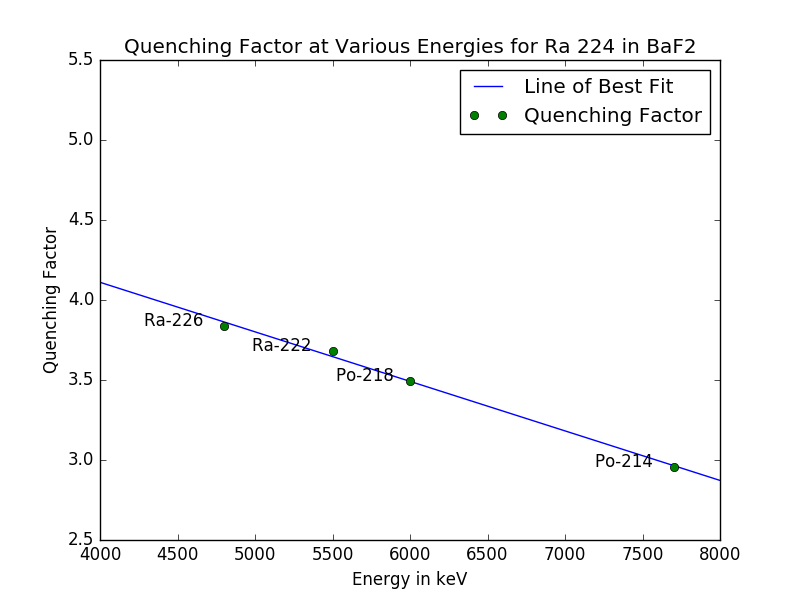 Quenching Factor at Various Energies for Ra 224 in BaF2
5.5
5.0
4.5
4.0
3.5
3.0
2.5
Quenching Factor
Line of Best Fit
Quenching Factor
Ra-226
Ra-222
Po-218
Po-214
4000 4500 5000 5500 6000 6500 7000 7500 8000
Energy in keV